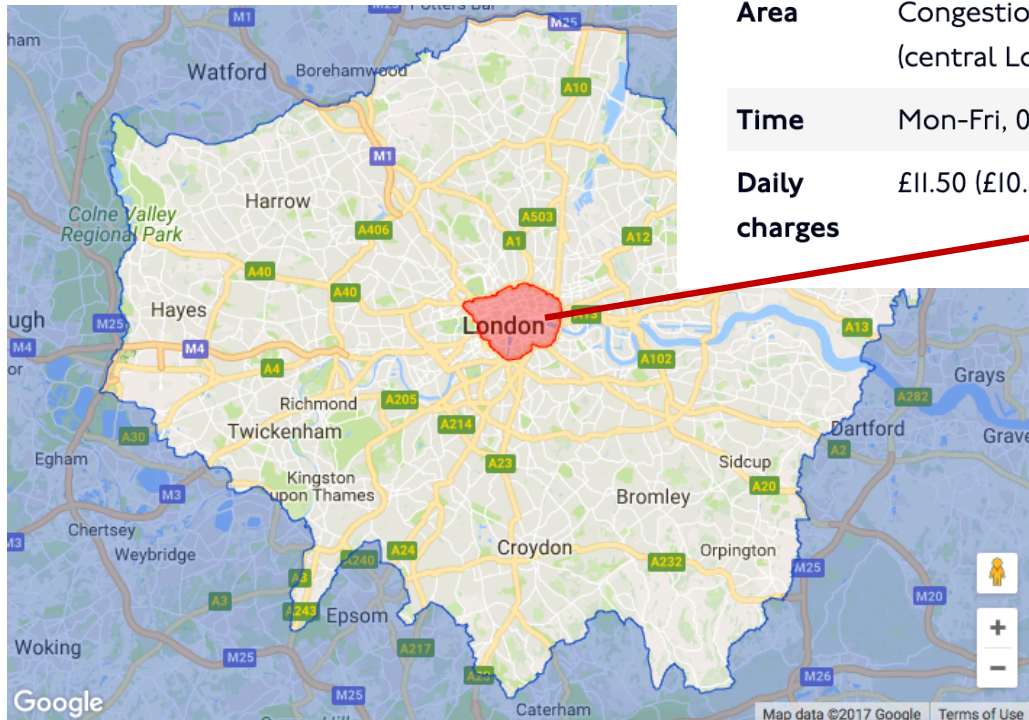 Area
Congestio
(central Lo
Time
Mon-Fri, 0
Daily
charges
£11.50 (£10.
Potters Bar
M1
M25
M25
ham
Watford
Borehamwood
A10
M1
Harrow
Colne Valley
Regional Park
A406
A503
A1
A12
A40
A40
Hayes
ugh
M25
London
A13
A13
M4
M4
or
A102
A4
Grays
Richmond
A205
A282
Twickenham
A214
Dartford
Grave
A30
A2
Egham
A23
Sidcup
Kingston
upon Thames
A20
M3
Bromley
Chertsey
M3
Weybridge
A24
Croydon
Orpington
A240
A232
M25
A3
A3
M20
A243
Epsom
Woking
A217
M25
A23
M26
M25
Google
Caterham
Map data ©2017 Google
Terms of Use